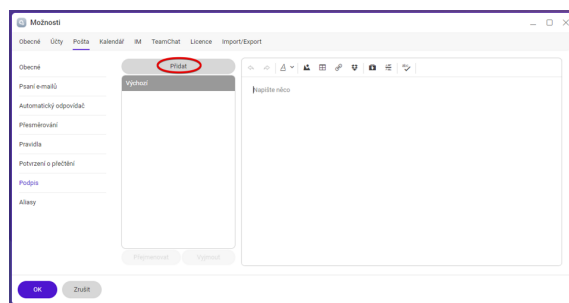 Možnosti
Obecné Účty Pošta Kalendář IM TeamChat Licence Import/Export
Obecné
Psaní e-mailů
Automatický odpovídač
Přesměrování
Pravidla
Potvrzení o přečtení
Podpis
Aliasy
Přidat
Výchozí
Přejmenovat Vyjmout
Napište něco
OK Zrušit